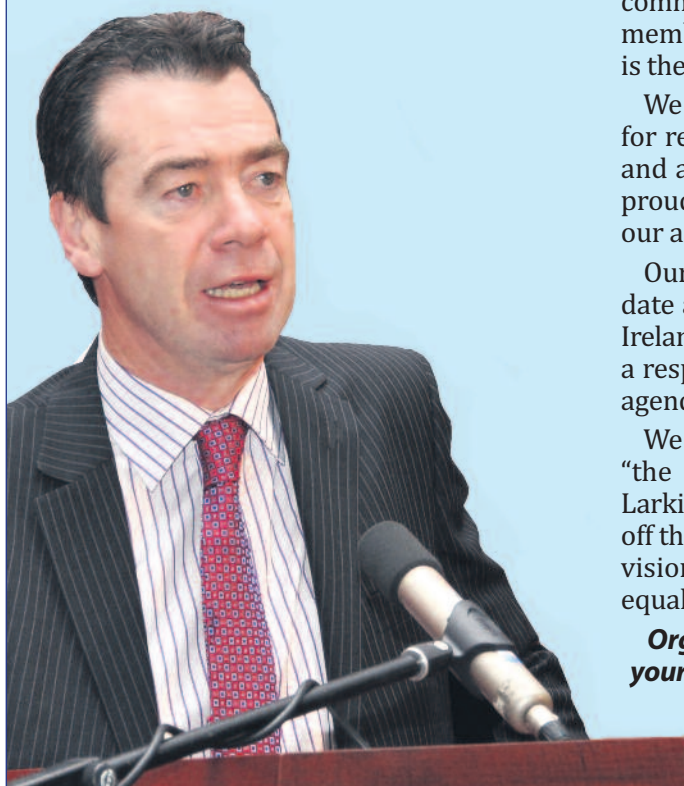 comm
memb
is the
We
for re
and a
proud
our a
Our
date a
Irelan
a resp
agenc
We
“the
Larki
off th
vision
equal
Org
your